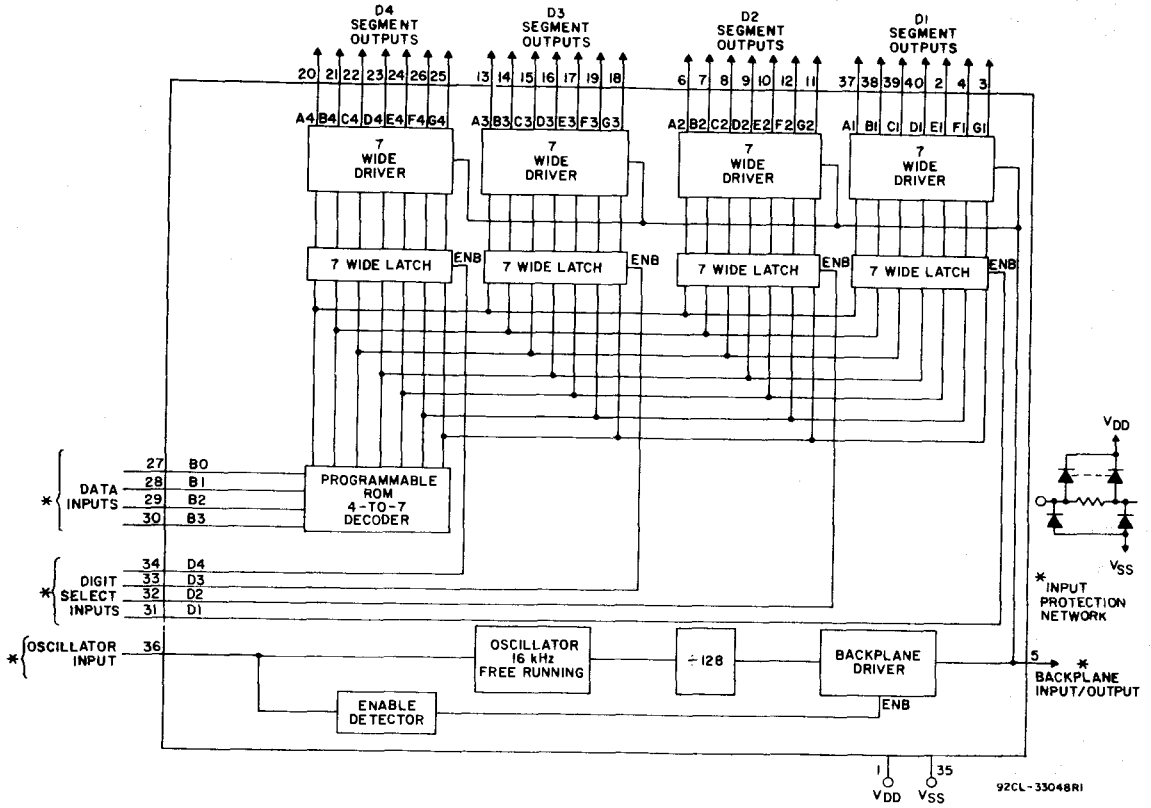 D4
SEGMENT
OUTPUTS
D3
SEGMENT
OUTPUTS
D2
SEGMENT
OUTPUTS
D1
SEGMENT
OUTPUTS
20 21 22 23 24 26 25
13 14 15 16 17 19 18
6 7 8 9 10 12 11
37 38 39 40 2 4 3
A4 B4 C4 D4 E4 F4 G4
A3 B3 C3 D3 E3 F3 G3
A2 B2 C2 D2 E2 F2 G2
A1 B1 C1 D1 E1 F1 G1
7
WIDE
DRIVER
7
WIDE
DRIVER
7
WIDE
DRIVER
7
WIDE
DRIVER
7 WIDE LATCH
ENB
7 WIDE LATCH
ENB
7 WIDE LATCH
ENB
7 WIDE LATCH
ENB
* DATA
INPUTS
27 B0
28 B1
29 B2
30 B3
PROGRAMMABLE
ROM
4-TO-7
DECODER
VDD
VSS
* INPUT
PROTECTION
NETWORK
* DIGIT
SELECT
INPUTS
34 D4
33 D3
32 D2
31 D1
* OSCILLATOR
INPUT
36
OSCILLATOR
16 kHz
FREE RUNNING
÷128
BACKPLANE
DRIVER
ENB
ENABLE
DETECTOR
5 *
BACKPLANE
INPUT/OUTPUT
1
VDD
35
VSS
92CL-33048R1